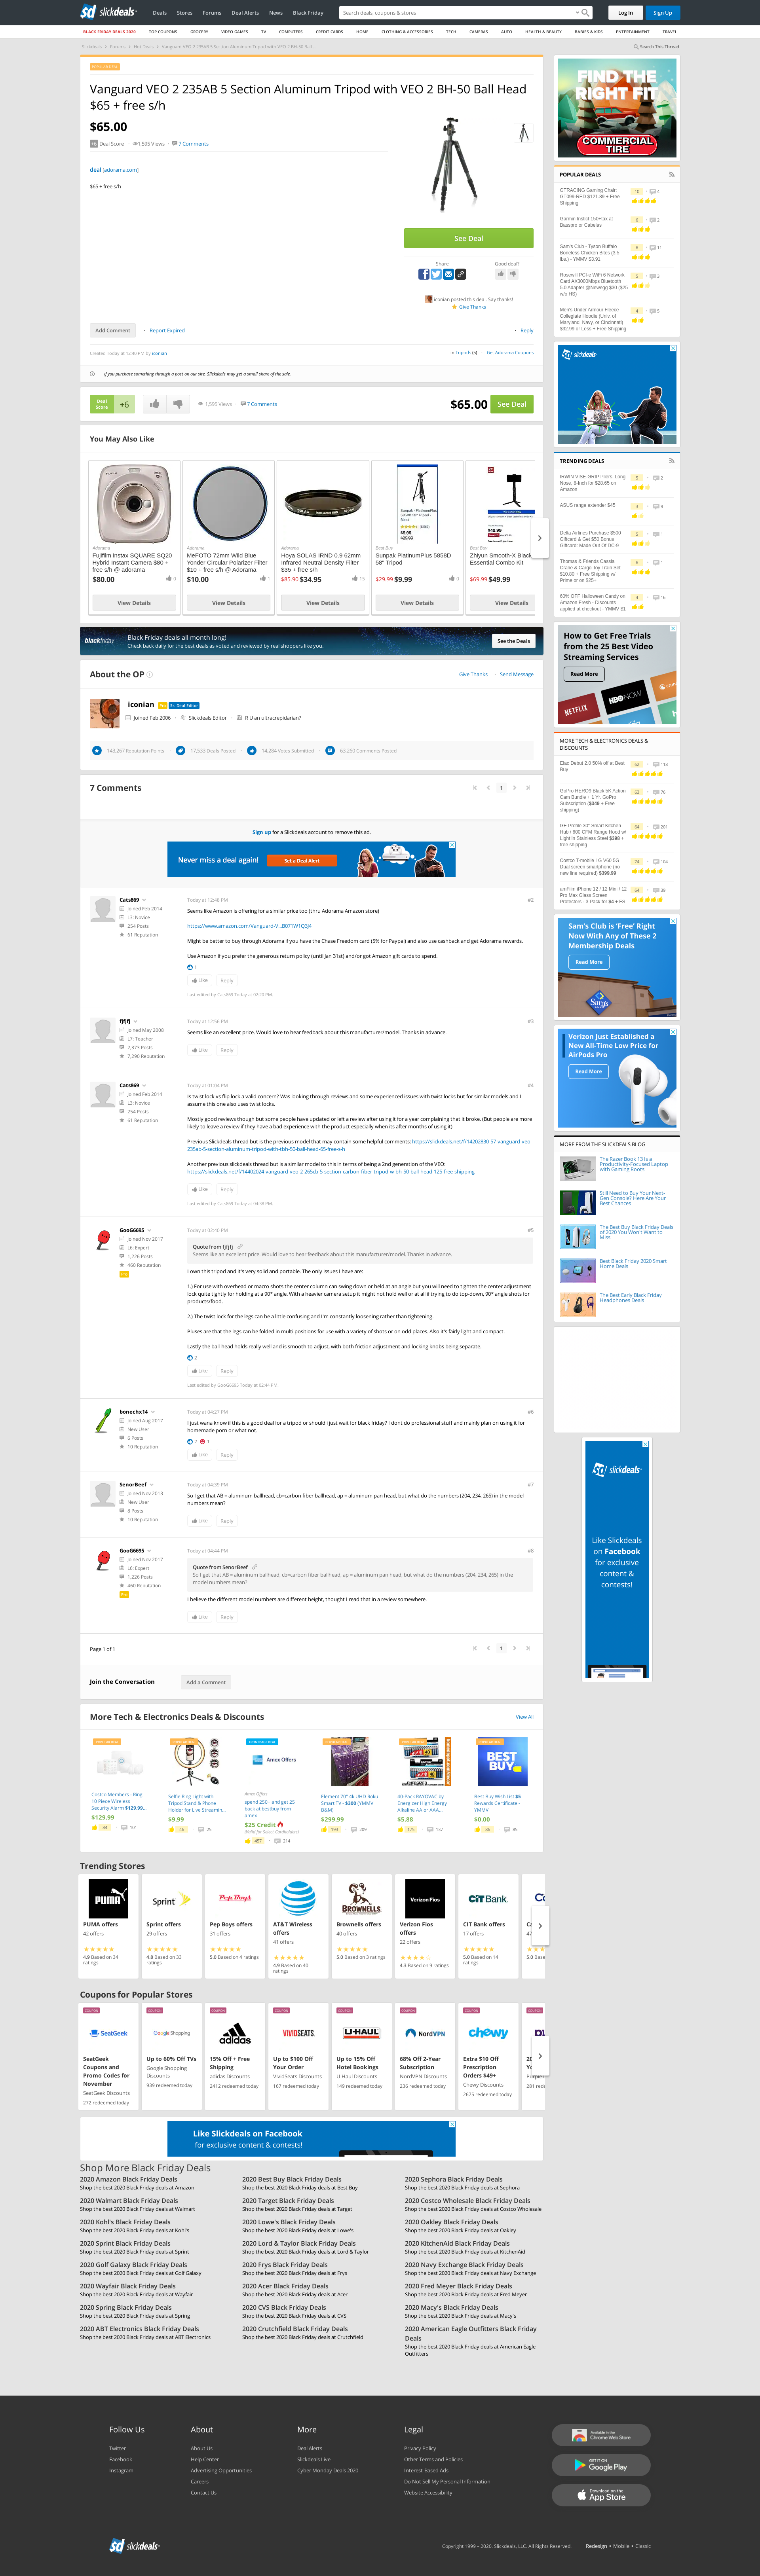 slickdeals
Deals Stores Forums Deal Alerts News Black Friday
Search deals, coupons & stores
Log In Sign Up
BLACK FRIDAY DEALS 2020 TOP COUPONS GROCERY VIDEO GAMES TV COMPUTERS CREDIT CARDS HOME CLOTHING & ACCESSORIES TECH CAMERAS AUTO HEALTH & BEAUTY BABIES & KIDS ENTERTAINMENT TRAVEL
Slickdeals Forums Hot Deals Vanguard VEO 2 235AB 5 Section Aluminum Tripod with VEO 2 BH-50 Ball ...
Search This Thread
Vanguard VEO 2 235AB 5 Section Aluminum Tripod with VEO 2 BH-50 Ball Head
$65 + free s/h
$65.00
+6 Deal Score 1,595 Views 7 Comments
deal [adorama.com]
$65 + free s/h
See Deal
Share Good deal?
iconian posted this deal. Say thanks!
Give Thanks
Add Comment Report Expired Reply
Created Today at 12:40 PM by iconian
Tripods (5) Get Adorama Coupons
If you purchase something through a post on our site, Slickdeals may get a small share of the sale.
Deal Score +6 1,595 Views 7 Comments $65.00 See Deal
You May Also Like
Adorama
Fujifilm instax SQUARE SQ20 Hybrid Instant Camera $80 + free s/h @ adorama
$80.00
View Details
Adorama
MeFOTO 72mm Wild Blue Yonder Circular Polarizer Filter $10 + free s/h @ Adorama
$10.00
View Details
Adorama
Hoya SOLAS IRND 0.9 62mm Infrared Neutral Density Filter $35 + free s/h
$85.90 $34.95
View Details
Best Buy
Sunpak PlatinumPlus 5858D 58" Tripod
$29.99 $9.99
View Details
Best Buy
Zhiyun Smooth-X Black Essential Combo Kit
$69.99 $49.99
View Details
blackfriday
Black Friday deals all month long!
Check back daily for the best deals as voted and reviewed by real shoppers like you.
See the Deals
About the OP
Give Thanks Send Message
iconian Pro Sr. Deal Editor
Joined Feb 2006 Slickdeals Editor R U an ultracrepidarian?
143,267 Reputation Points 17,533 Deals Posted 14,284 Votes Submitted 63,280 Comments Posted
7 Comments
1
Sign up for a Slickdeals account to remove this ad.
Never miss a deal again! Set a Deal Alert
Cats869
Joined Feb 2014
L3: Novice
254 Posts
61 Reputation
Today at 12:48 PM #2
Seems like Amazon is offering for a similar price too (thru Adorama Amazon store)
https://www.amazon.com/Vanguard-V...B071W1Q3J4
Might be better to buy through Adorama if you have the Chase Freedom card (5% for Paypal) and also use cashback and get Adorama rewards.
Use Amazon if you prefer the generous return policy (until Jan 31st) and/or got Amazon gift cards to spend.
1
Like Reply
Last edited by Cats869 Today at 02:20 PM.
fjfjfj
Joined May 2008
L7: Teacher
2,373 Posts
7,290 Reputation
Today at 12:56 PM #3
Seems like an excellent price. Would love to hear feedback about this manufacturer/model. Thanks in advance.
Like Reply
Cats869
Joined Feb 2014
L3: Novice
254 Posts
61 Reputation
Today at 01:04 PM #4
Is twist lock vs flip lock a valid concern? Was looking through reviews and some experienced issues with twist locks but for similar models and I assume this one also uses twist locks.
Mostly good reviews though but some people have updated or left a review after using it for a year complaining that it broke. (But people are more likely to leave a review if they have a bad experience with the product especially when its after months of using it)
Previous Slickdeals thread but is the previous model that may contain some helpful comments: https://slickdeals.net/f/14202830-57-vanguard-veo-235ab-5-section-aluminum-tripod-with-tbh-50-ball-head-65-free-s-h
Another previous slickdeals thread but is a similar model to this in terms of being a 2nd generation of the VEO:
https://slickdeals.net/f/14402024-vanguard-veo-2-265cb-5-section-carbon-fiber-tripod-w-bh-50-ball-head-125-free-shipping
Like Reply
Last edited by Cats869 Today at 04:38 PM.
GooG6695
Joined Nov 2017
L6: Expert
1,226 Posts
460 Reputation
Pro
Today at 02:40 PM #5
Quote from fjfjfj
Seems like an excellent price. Would love to hear feedback about this manufacturer/model. Thanks in advance.
I own this tripod and it's very solid and portable. The only issues I have are:
1.) For use with overhead or macro shots the center column can swing down or held at an angle but you will need to tighten the center adjustment knob quite tightly for holding at a 90* angle. With a heavier camera setup it might not hold well or at all if trying to do top-down, 90* angle shots for products/food.
2.) The twist lock for the legs can be a little confusing and I'm constantly loosening rather than tightening.
Plusses are that the legs can be folded in multi positions for use with a variety of shots or on odd places. Also it's fairly light and compact.
Lastly the ball-head holds really well and is smooth to adjust, with both friction adjustment and locking knobs being separate.
2
Like Reply
Last edited by GooG6695 Today at 02:44 PM.
bonechx14
Joined Aug 2017
New User
6 Posts
10 Reputation
Today at 04:27 PM #6
I just wana know if this is a good deal for a tripod or should i just wait for black friday? I dont do professional stuff and mainly plan on using it for homemade porn or what not.
2 1
Like Reply
SenorBeef
Joined Nov 2013
New User
8 Posts
10 Reputation
Today at 04:39 PM #7
So I get that AB = aluminum ballhead, cb=carbon fiber ballhead, ap = aluminum pan head, but what do the numbers (204, 234, 265) in the model numbers mean?
Like Reply
GooG6695
Joined Nov 2017
L6: Expert
1,226 Posts
460 Reputation
Pro
Today at 04:44 PM #8
Quote from SenorBeef
So I get that AB = aluminum ballhead, cb=carbon fiber ballhead, ap = aluminum pan head, but what do the numbers (204, 234, 265) in the model numbers mean?
I believe the different model numbers are different height, thought I read that in a review somewhere.
Like Reply
Page 1 of 1 1
Join the Conversation Add a Comment
More Tech & Electronics Deals & Discounts View All
Costco Members - Ring 10 Piece Wireless Security Alarm $129.99...
$129.99
84 101
Selfie Ring Light with Tripod Stand & Phone Holder for Live Streamin...
$9.99
46 25
Amex Offers
spend 250+ and get 25 back at bestbuy from amex
$25 Credit
457 214
Element 70" 4k UHD Roku Smart TV - $300 (YMMV B&M)
$299.99
193 209
40-Pack RAYOVAC by Energizer High Energy Alkaline AA or AAA...
$5.88
175 137
Best Buy Wish List $5 Rewards Certificate - YMMV
$0.00
86 85
Trending Stores
PUMA offers
42 offers
4.9 Based on 34 ratings
Sprint offers
29 offers
4.8 Based on 33 ratings
Pep Boys offers
31 offers
5.0 Based on 4 ratings
AT&T Wireless offers
41 offers
4.9 Based on 40 ratings
Brownells offers
40 offers
5.0 Based on 3 ratings
Verizon Fios offers
22 offers
4.3 Based on 9 ratings
CIT Bank offers
17 offers
5.0 Based on 14 ratings
Coupons for Popular Stores
SeatGeek Coupons and Promo Codes for November
SeatGeek Discounts
272 redeemed today
Up to 60% Off TVs
Google Shopping Discounts
939 redeemed today
15% Off + Free Shipping
adidas Discounts
2412 redeemed today
Up to $100 Off Your Order
VividSeats Discounts
167 redeemed today
Up to 15% Off Hotel Bookings
U-Haul Discounts
149 redeemed today
68% Off 2-Year Subscription
NordVPN Discounts
236 redeemed today
Extra $10 Off Prescription Orders $49+
Chewy Discounts
2675 redeemed today
Like Slickdeals on Facebook
for exclusive content & contests!
Shop More Black Friday Deals
2020 Amazon Black Friday Deals
Shop the best 2020 Black Friday deals at Amazon
2020 Best Buy Black Friday Deals
Shop the best 2020 Black Friday deals at Best Buy
2020 Sephora Black Friday Deals
Shop the best 2020 Black Friday deals at Sephora
2020 Walmart Black Friday Deals
Shop the best 2020 Black Friday deals at Walmart
2020 Target Black Friday Deals
Shop the best 2020 Black Friday deals at Target
2020 Costco Wholesale Black Friday Deals
Shop the best 2020 Black Friday deals at Costco Wholesale
2020 Kohl's Black Friday Deals
Shop the best 2020 Black Friday deals at Kohl's
2020 Lowe's Black Friday Deals
Shop the best 2020 Black Friday deals at Lowe's
2020 Oakley Black Friday Deals
Shop the best 2020 Black Friday deals at Oakley
2020 Sprint Black Friday Deals
Shop the best 2020 Black Friday deals at Sprint
2020 Lord & Taylor Black Friday Deals
Shop the best 2020 Black Friday deals at Lord & Taylor
2020 KitchenAid Black Friday Deals
Shop the best 2020 Black Friday deals at KitchenAid
2020 Golf Galaxy Black Friday Deals
Shop the best 2020 Black Friday deals at Golf Galaxy
2020 Frys Black Friday Deals
Shop the best 2020 Black Friday deals at Frys
2020 Navy Exchange Black Friday Deals
Shop the best 2020 Black Friday deals at Navy Exchange
2020 Wayfair Black Friday Deals
Shop the best 2020 Black Friday deals at Wayfair
2020 Acer Black Friday Deals
Shop the best 2020 Black Friday deals at Acer
2020 Fred Meyer Black Friday Deals
Shop the best 2020 Black Friday deals at Fred Meyer
2020 Spring Black Friday Deals
Shop the best 2020 Black Friday deals at Spring
2020 CVS Black Friday Deals
Shop the best 2020 Black Friday deals at CVS
2020 Macy's Black Friday Deals
Shop the best 2020 Black Friday deals at Macy's
2020 ABT Electronics Black Friday Deals
Shop the best 2020 Black Friday deals at ABT Electronics
2020 Crutchfield Black Friday Deals
Shop the best 2020 Black Friday deals at Crutchfield
2020 American Eagle Outfitters Black Friday Deals
Shop the best 2020 Black Friday deals at American Eagle Outfitters
FIND THE RIGHT FIT
COMMERCIAL TIRE
POPULAR DEALS
GTRACING Gaming Chair: GT099-RED $121.88 + Free Shipping
10 4
Garmin Instict 150+tax at Basspro or Cabelas
6 2
Sam's Club - Tyson Buffalo Boneless Chicken Bites (3.5 lbs.) - YMMV $3.91
6 11
Rosewill PCI-e WiFi 6 Network Card AX3000Mbps Bluetooth 5.0 Adapter @Newegg $30 ($25 w/o HS)
5 3
Men's Under Armour Fleece Collegiate Hoodie (Univ. of Maryland, Navy, or Cincinnati) $32.99 or Less + Free Shipping
4 5
slickdeals
TRENDING DEALS
IRWIN VISE-GRIP Pliers, Long Nose, 9-Inch for $28.65 on Amazon
5 2
ASUS range extender $45
3 9
Delta Airlines Purchase $500 Giftcard & Get $50 Bonus Giftcard: Made Out Of DC-9
5 1
Thomas & Friends Cassia Crane & Cargo Toy Train Set $10.80 + Free Shipping w/ Prime or on $25+
6 1
60% OFF Halloween Candy on Amazon Fresh - Discounts applied at checkout - YMMV $1
4 16
How to Get Free Trials from the 25 Best Video Streaming Services
Read More
NETFLIX HBO NOW
MORE TECH & ELECTRONICS DEALS & DISCOUNTS
Elac Debut 2.0 50% off at Best Buy
62 118
GoPro HERO9 Black 5K Action Cam Bundle + 1 Yr. GoPro Subscription ($349 + Free shipping)
63 76
GE Profile 30" Smart Kitchen Hub / 600 CFM Range Hood w/ Light in Stainless Steel $398 + free shipping
64 201
Costco T-mobile LG V60 5G Dual screen smartphone (no new line required) $399.99
74 104
amFilm iPhone 12 / 12 Mini / 12 Pro Max Glass Screen Protectors - 3 Pack for $4 + FS
64 39
Sam's Club is 'Free' Right Now With Any of These 2 Membership Deals
Read More
Verizon Just Established a New All-Time Low Price for AirPods Pro
Read More
MORE FROM THE SLICKDEALS BLOG
The Razer Book 13 Is a Productivity-Focused Laptop with Gaming Roots
Still Need to Buy Your Next-Gen Console? Here Are Your Best Chances
The Best Buy Black Friday Deals of 2020 You Won't Want to Miss
Best Black Friday 2020 Smart Home Deals
The Best Early Black Friday Headphones Deals
slickdeals
Like Slickdeals on Facebook for exclusive content & contests!
Follow Us
Twitter
Facebook
Instagram
About
About Us
Help Center
Advertising Opportunities
Careers
Contact Us
More
Deal Alerts
Slickdeals Live
Cyber Monday Deals 2020
Legal
Privacy Policy
Other Terms and Policies
Interest-Based Ads
Do Not Sell My Personal Information
Website Accessibility
Available in the Chrome Web Store
GET IT ON Google Play
Download on the App Store
slickdeals
Copyright 1999 - 2020, Slickdeals, LLC. All Rights Reserved. Redesign • Mobile • Classic